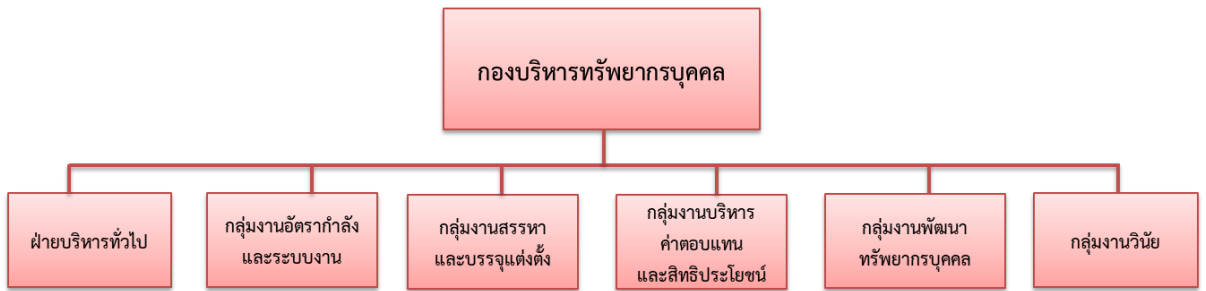 กองบริหารทรัพยากรบุคคล
ฝ่ายบริหารทั่วไป
กลุ่มงานอัตรากำลัง
และระบบงาน
กลุ่มงานสรรหา
และบรรจุแต่งตั้ง
กลุ่มงานบริหาร
ค่าตอบแทน
และสิทธิประโยชน์
กลุ่มงานพัฒนา
ทรัพยากรบุคคล
กลุ่มงานวินัย